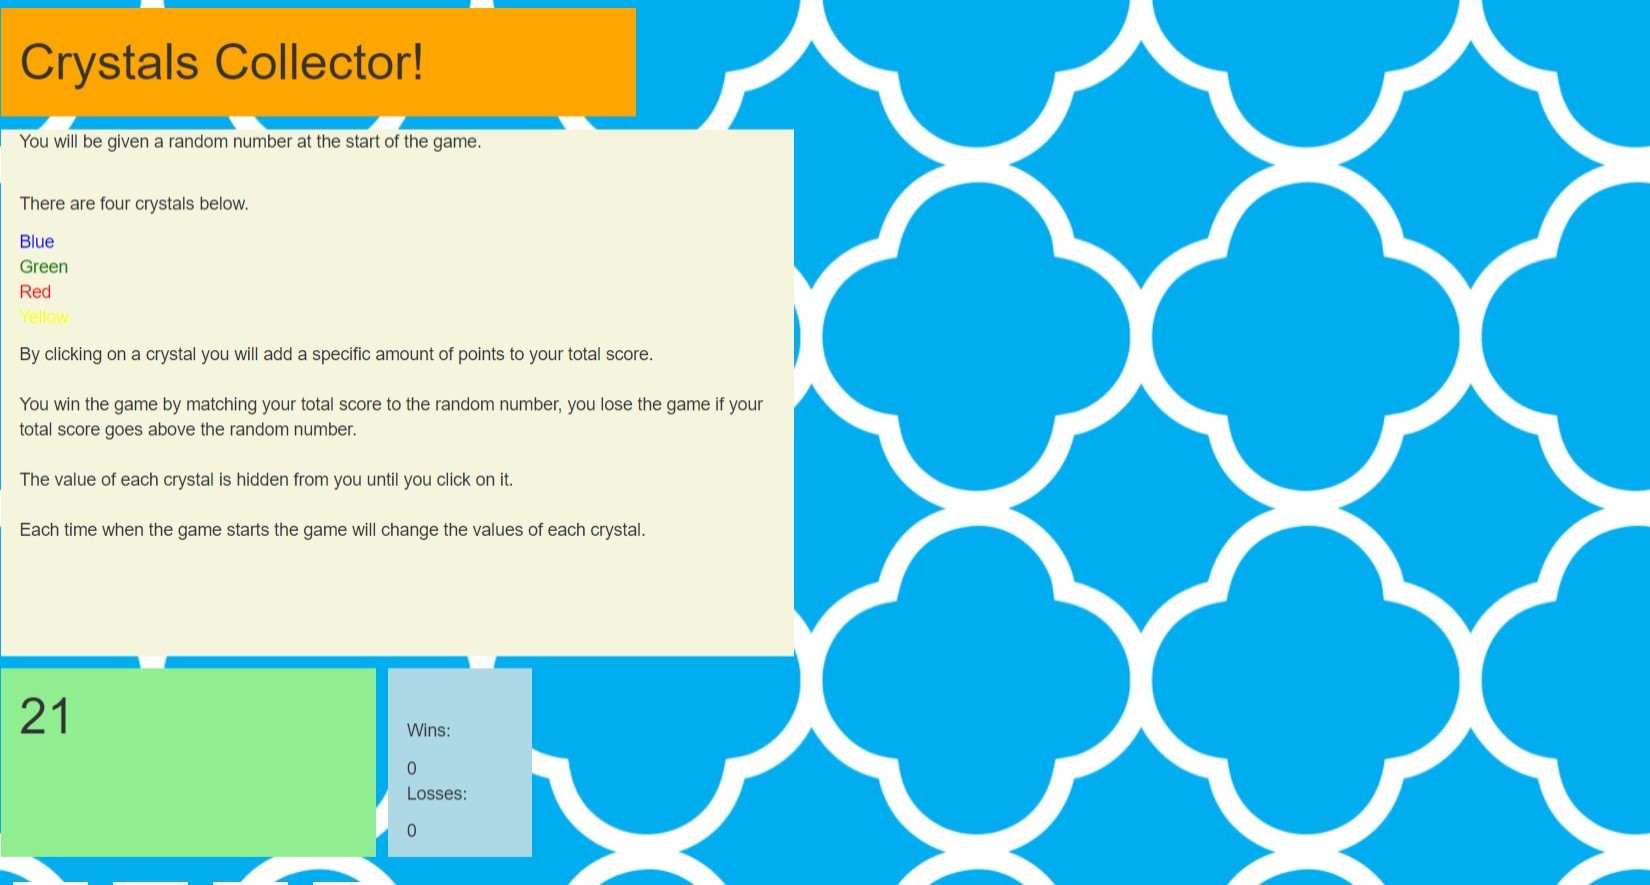 Crystals Collector!
You will be given a random number at the start of the game.
There are four crystals below.
Blue
Green
Red
Yellow
By clicking on a crystal you will add a specific amount of points to your total score.
You win the game by matching your total score to the random number, you lose the game if your
total score goes above the random number.
The value of each crystal is hidden from you until you click on it.
Each time when the game starts the game will change the values of each crystal.
21
Wins:
0
Losses:
0